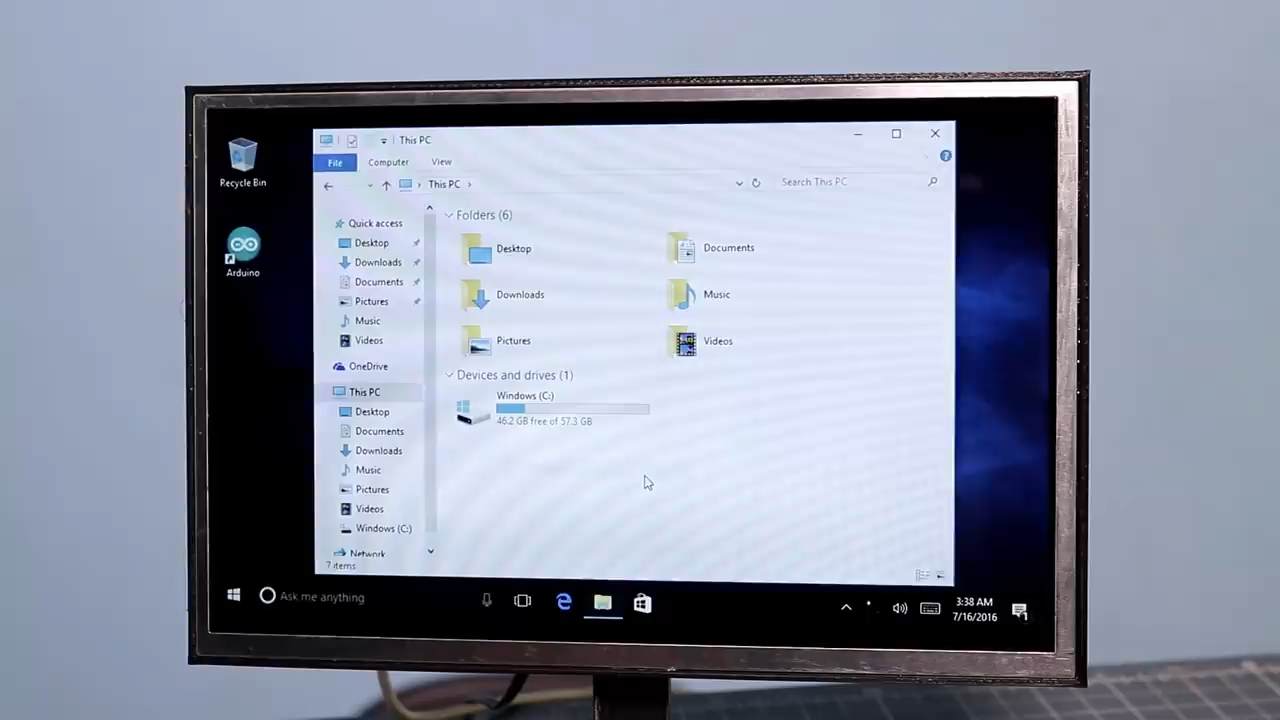 Recycle Bin
Arduino
This PC
File
Computer
View
This PC
Search This PC
Quick access
Desktop
Downloads
Documents
Pictures
Music
Videos
OneDrive
This PC
Desktop
Documents
Downloads
Music
Pictures
Videos
Windows (C:)
Network
7 items
Folders (6)
Desktop
Documents
Downloads
Music
Pictures
Videos
Devices and drives (1)
Windows (C:)
46.2 GB free of 57.3 GB
Ask me anything
3:38 AM
7/16/2016